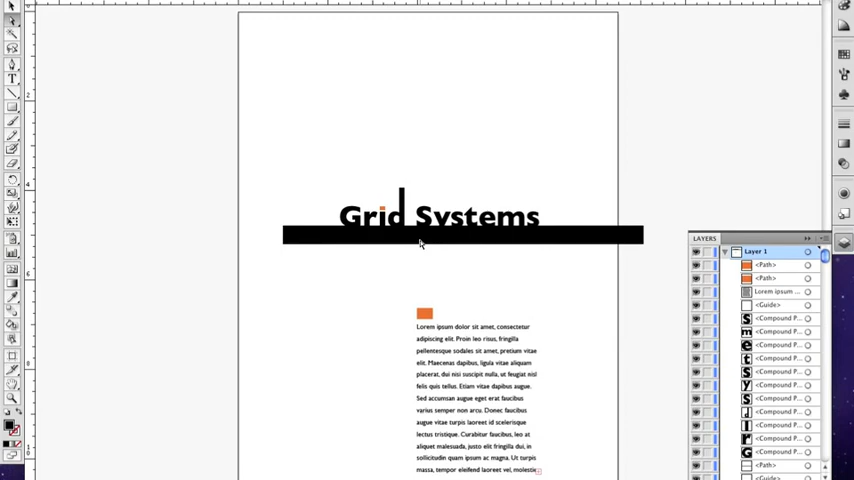 Grid Systems
Lorem ipsum dolor sit amet, consectetur
adipiscing elit. Proin leo risus, fringilla
pellentesque sodales sit amet, pretium vitae
elit. Maecenas dapibus, ligula vitae aliquam
placerat, dui nisi suscipit nulla, ut feugiat nisl
felis quis tellus. Etiam vitae dapibus augue.
Sed accumsan augue eget erat faucibus
varius semper non arcu. Donec faucibus
augue vitae turpis laoreet id scelerisque
lectus tristique. Curabitur faucibus, leo at
aliquet malesuada, justo elit fringilla dui, in
sollicitudin quam ipsum ac magna. Ut turpis
massa, tempor eleifend laoreet vel, molestie
LAYERS
Layer 1
<Path>
<Path>
Lorem ipsum ...
<Guide>
<Compound P...
<Compound P...
<Compound P...
<Compound P...
<Compound P...
<Compound P...
<Compound P...
<Compound P...
<Compound P...
<Compound P...
<Compound P...
<Path>
<Guide>